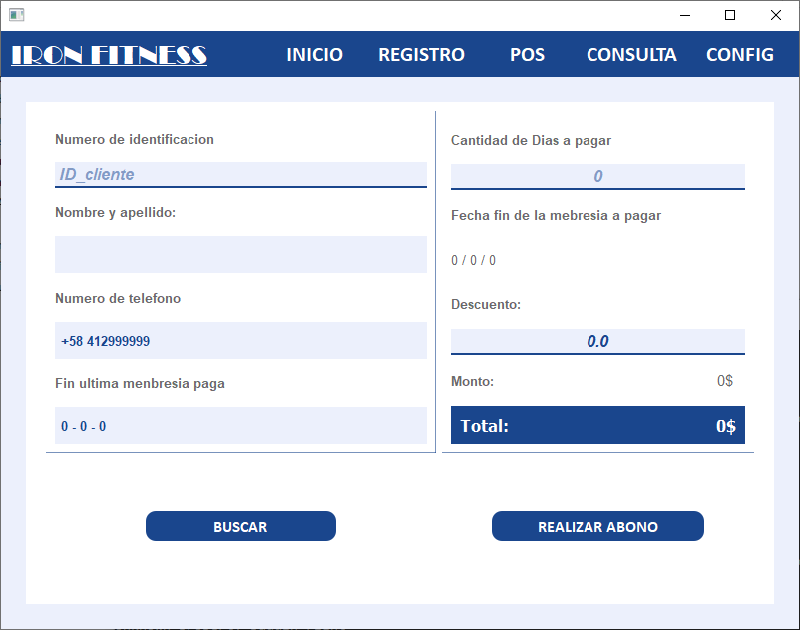 IRON FITNESS INICIO REGISTRO POS CONSULTA CONFIG
Numero de identificacion
ID_cliente
Nombre y apellido:
Numero de telefono
+58 412999999
Fin ultima menbresia paga
0 - 0 - 0
Cantidad de Dias a pagar
0
Fecha fin de la mebresia a pagar
0 / 0 / 0
Descuento:
0.0
Monto: 0$
Total: 0$
BUSCAR
REALIZAR ABONO